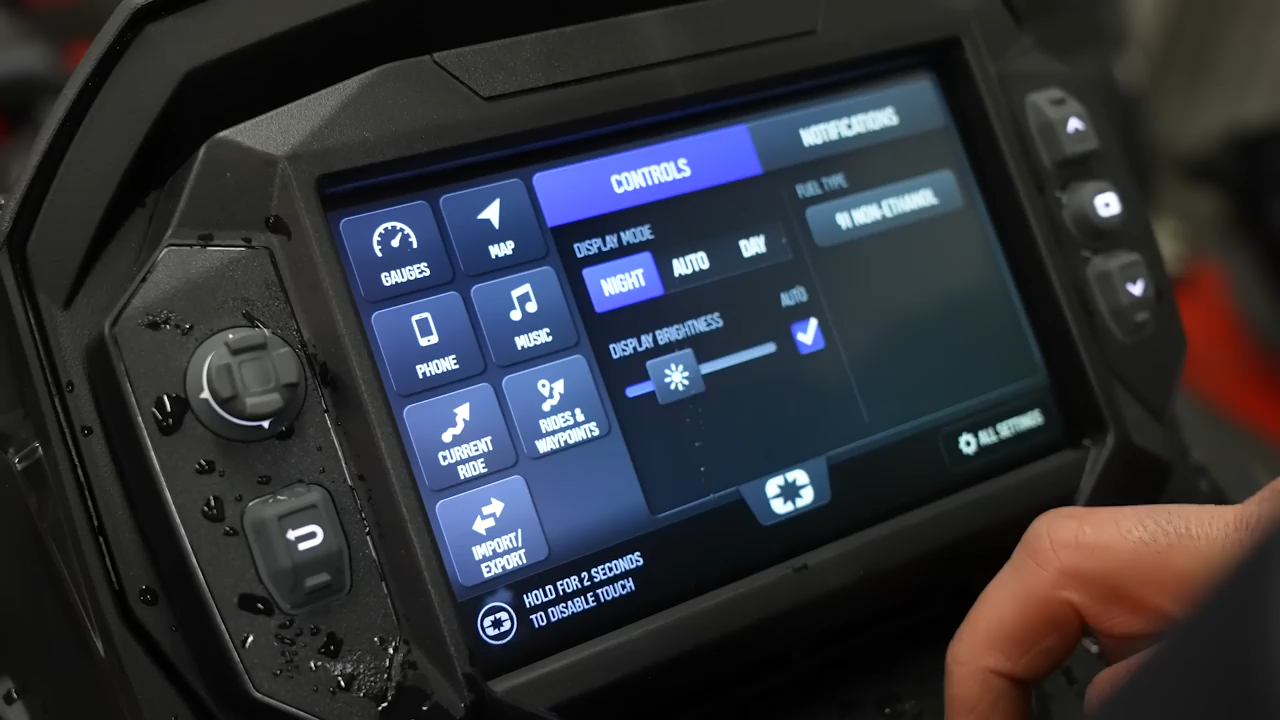 CONTROLS
NOTIFICATIONS
GAUGES
MAP
PHONE
MUSIC
CURRENT
RIDE
RIDES &
WAYPOINTS
IMPORT/
EXPORT
DISPLAY MODE
NIGHT
AUTO
DAY
DISPLAY BRIGHTNESS
AUTO
FUEL TYPE
91 NON-ETHANOL
ALL SETTINGS
HOLD FOR 2 SECONDS
TO DISABLE TOUCH